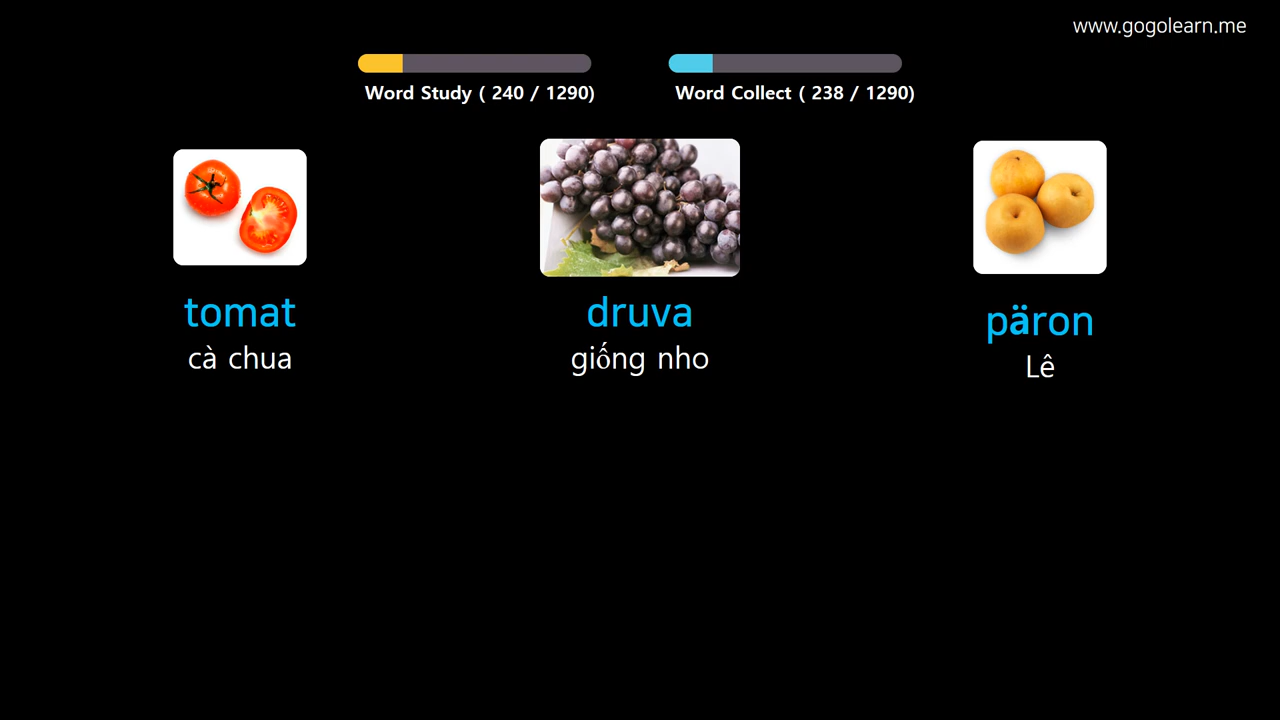 www.gogolearn.me
Word Study ( 240 / 1290)
Word Collect ( 238 / 1290)
tomat
cà chua
druva
giống nho
päron
Lê